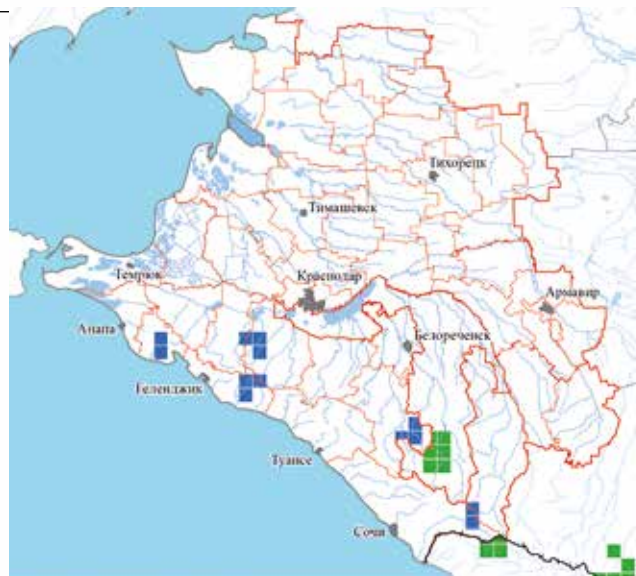 Тихорецк
Тимашевск
Темрюк
Краснодар
Армавир
Анапа
Белореченск
Геленджик
Туапсе
Сочи